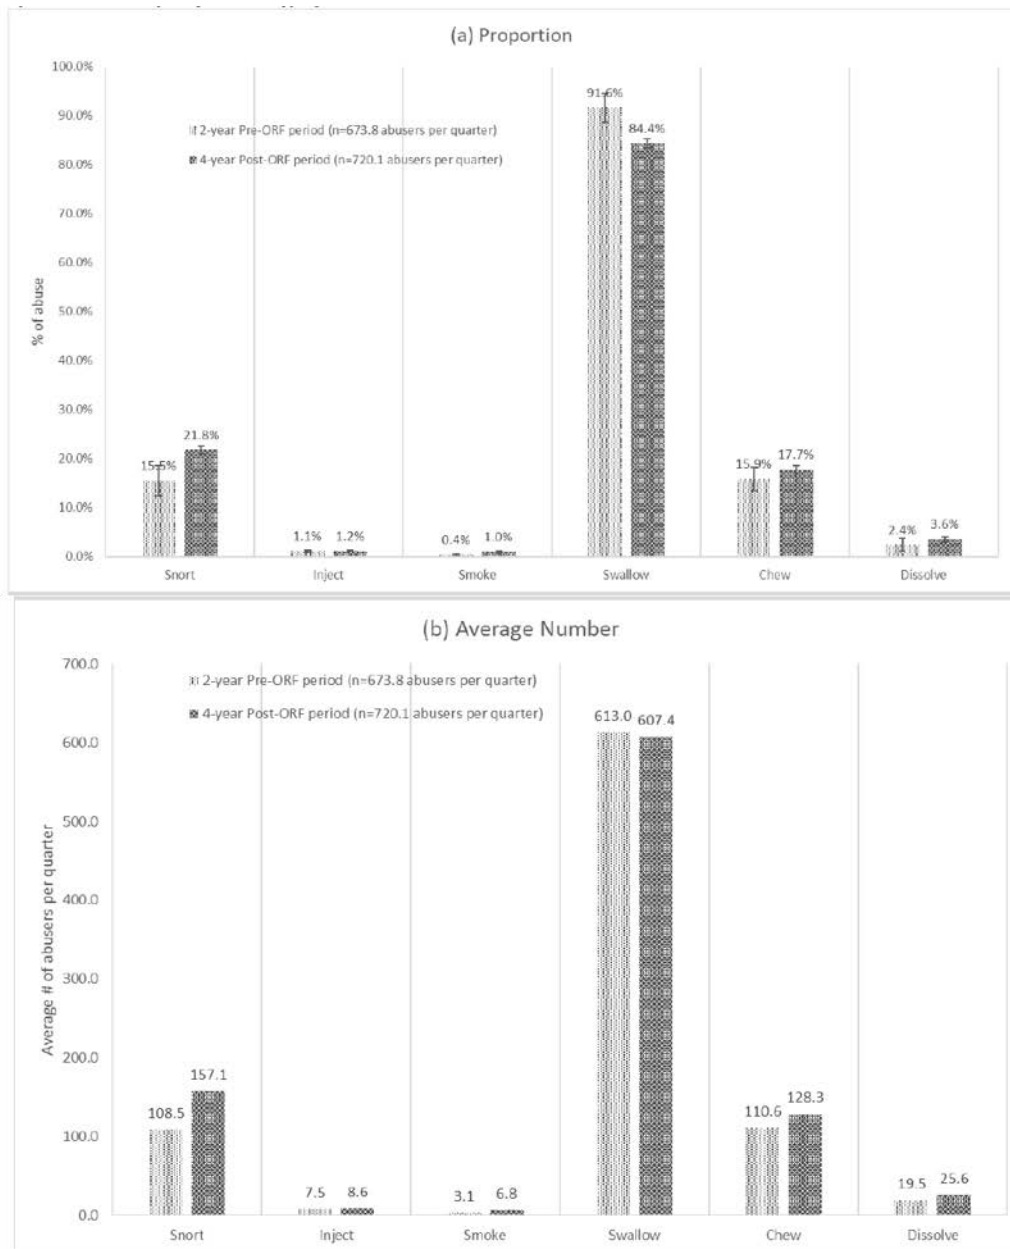 (a) Proportion
100.0%
90.0%
80.0%
70.0%
60.0%
50.0%
40.0%
30.0%
20.0%
10.0%
0.0%
% of abuse
2-year Pre-ORF period (n=673.8 abusers per quarter)
4-year Post-ORF period (n=720.1 abusers per quarter)
15.5%
21.8%
1.1%
1.2%
0.4%
1.0%
91.6%
84.4%
15.9%
17.7%
2.4%
3.6%
Snort
Inject
Smoke
Swallow
Chew
Dissolve
(b) Average Number
700.0
600.0
500.0
400.0
300.0
200.0
100.0
0.0
Average # of abusers per quarter
2-year Pre-ORF period (n=673.8 abusers per quarter)
4-year Post-ORF period (n=720.1 abusers per quarter)
108.5
157.1
7.5
8.6
3.1
6.8
613.0
607.4
110.6
128.3
19.5
25.6
Snort
Inject
Smoke
Swallow
Chew
Dissolve